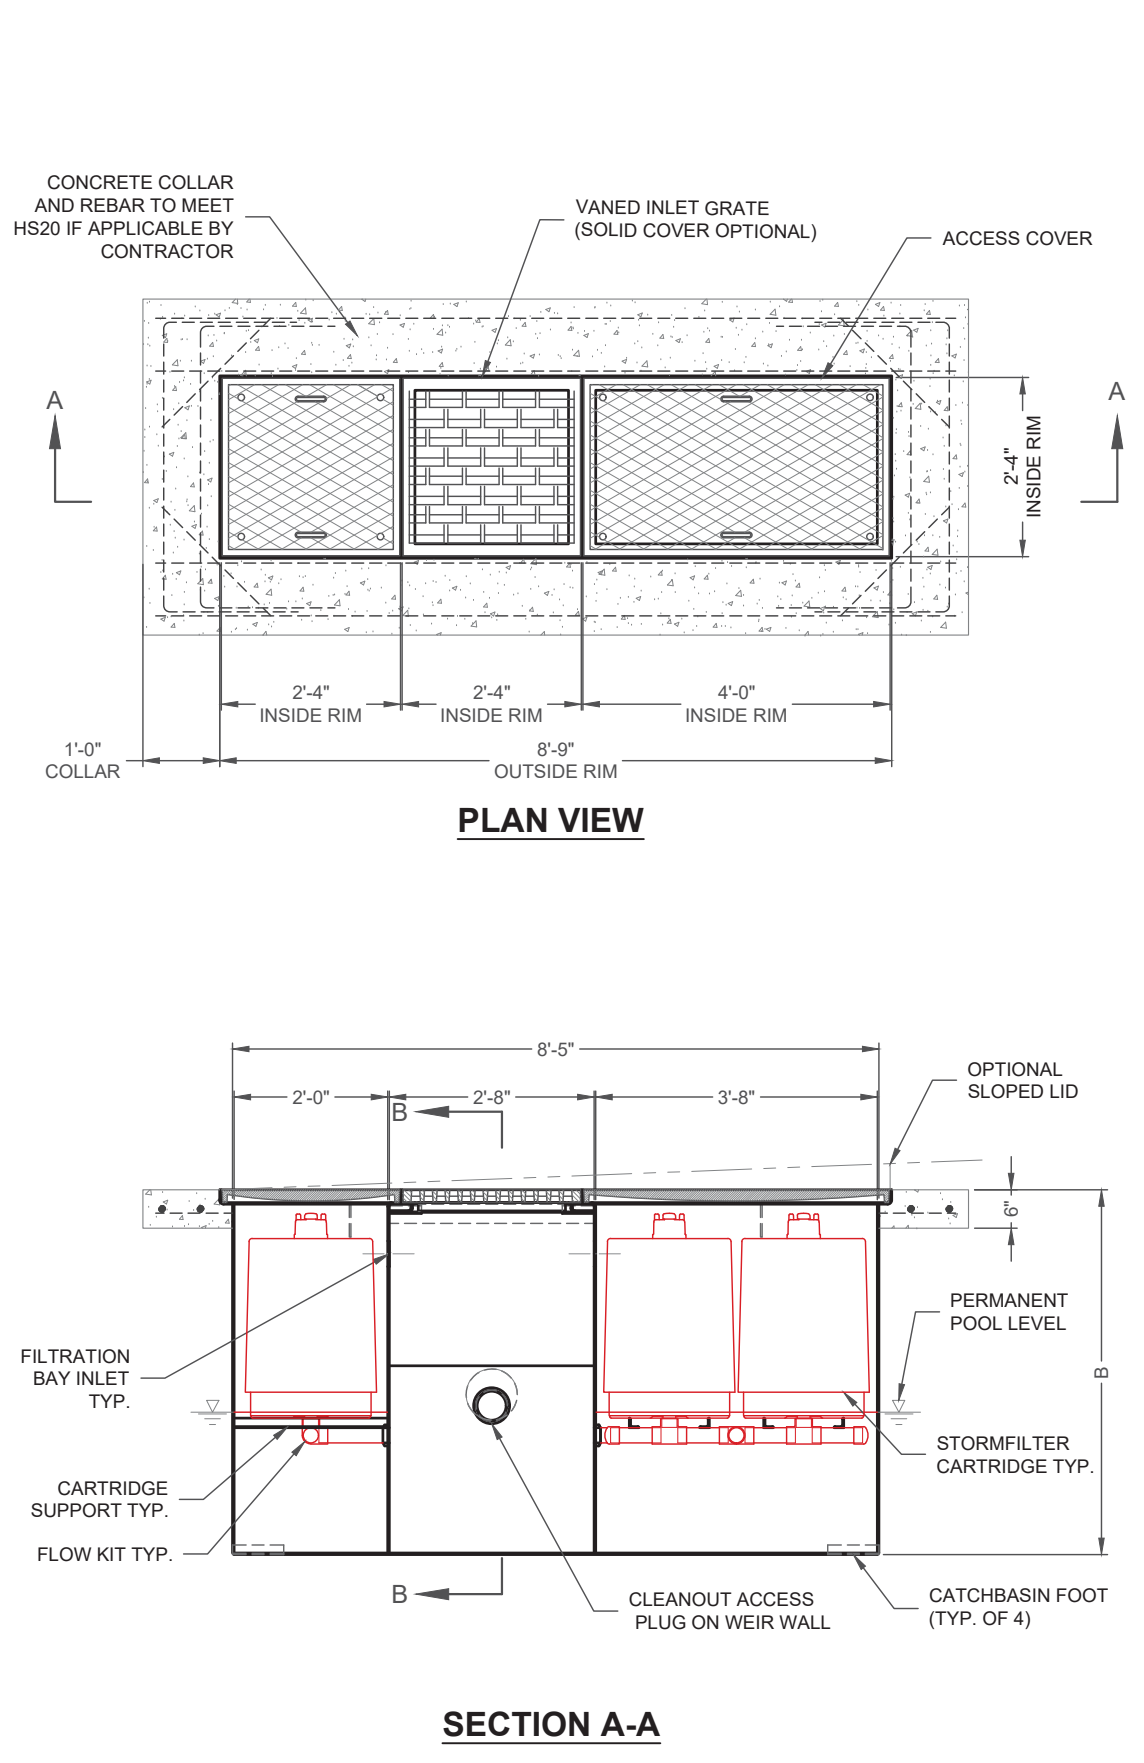 CONCRETE COLLAR
AND REBAR TO MEET
HS20 IF APPLICABLE BY
CONTRACTOR
VANED INLET GRATE
(SOLID COVER OPTIONAL)
ACCESS COVER
A
A
2'-4"
INSIDE RIM
2'-4"
INSIDE RIM
2'-4"
INSIDE RIM
4'-0"
INSIDE RIM
1'-0"
COLLAR
8'-9"
OUTSIDE RIM
PLAN VIEW
8'-5"
2'-0"
2'-8"
3'-8"
B
OPTIONAL
SLOPED LID
6"
PERMANENT
POOL LEVEL
B
FILTRATION
BAY INLET
TYP.
STORMFILTER
CARTRIDGE TYP.
CARTRIDGE
SUPPORT TYP.
FLOW KIT TYP.
B
CLEANOUT ACCESS
PLUG ON WEIR WALL
CATCHBASIN FOOT
(TYP. OF 4)
SECTION A-A